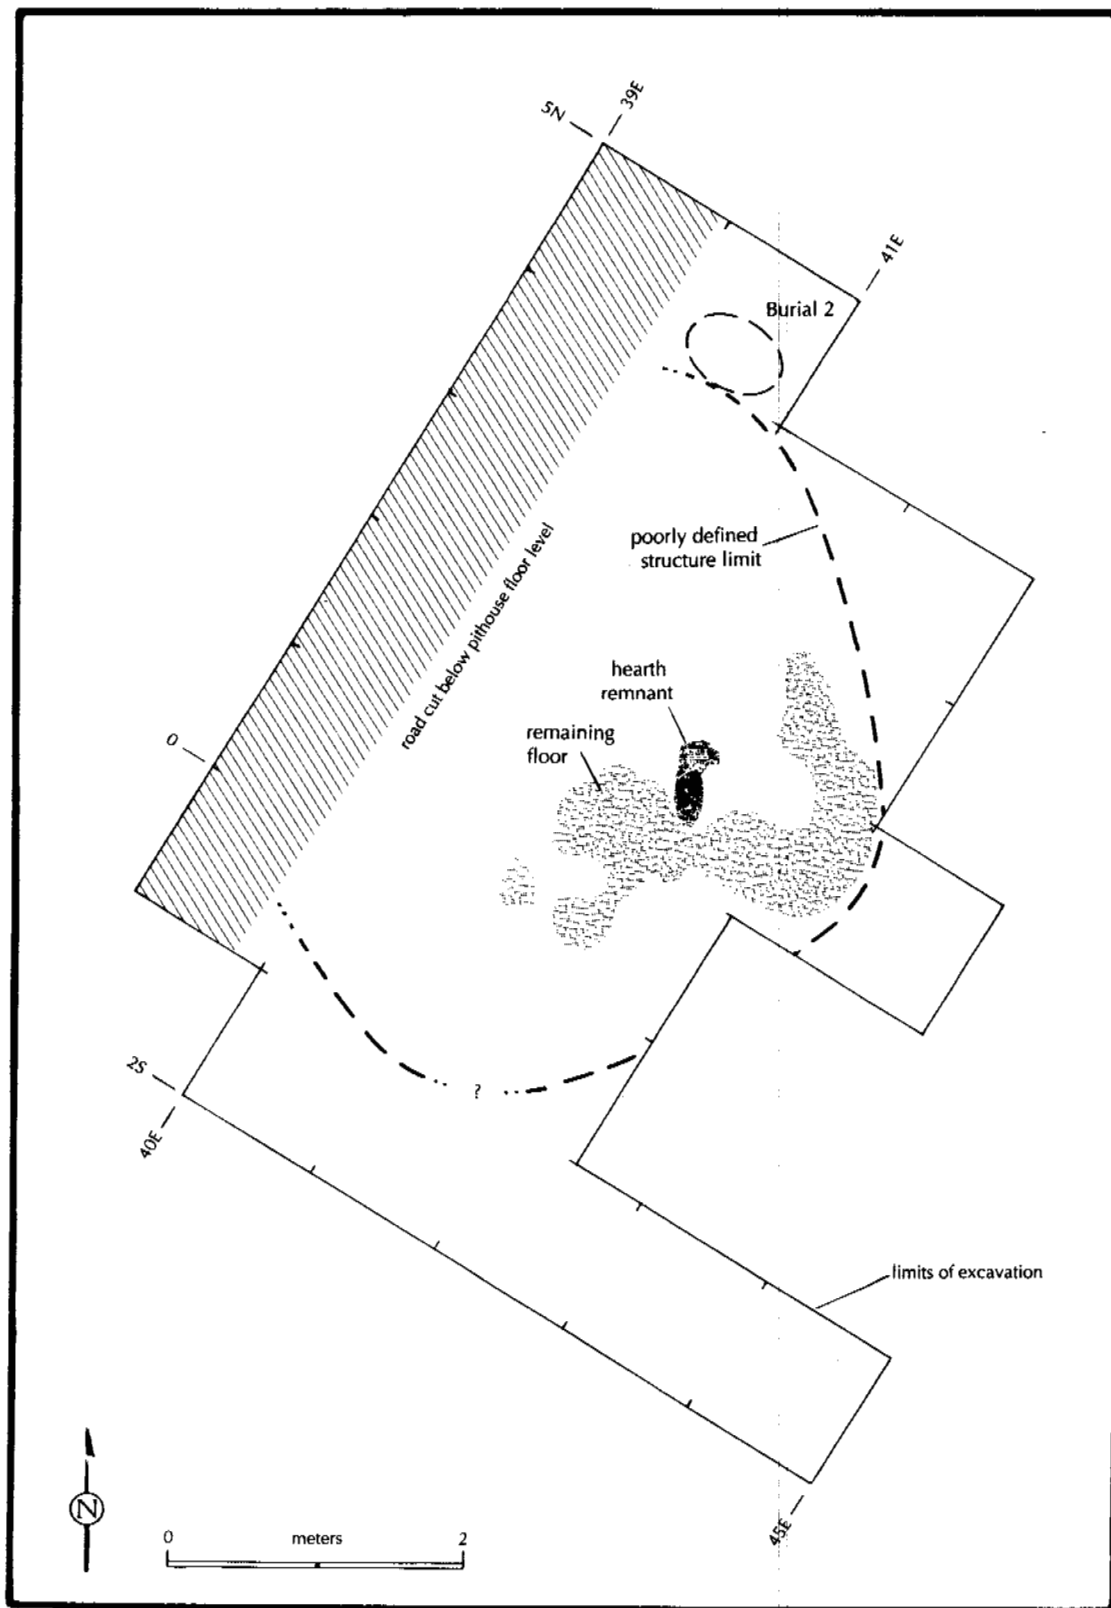 5N
39E
41E
Burial 2
poorly defined
structure limit
road cut below pithouse floor level
hearth
remnant
remaining
floor
0
2S
40E
?
limits of excavation
45E
N
0 meters 2